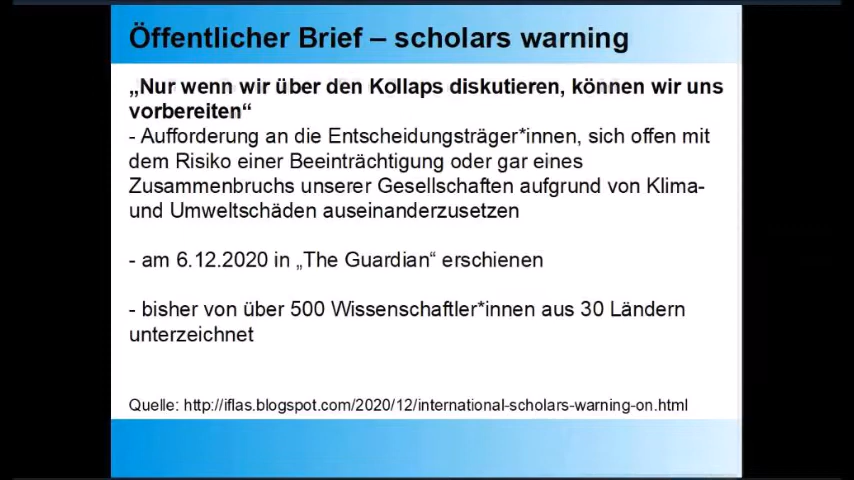 Öffentlicher Brief – scholars warning
„Nur wenn wir über den Kollaps diskutieren, können wir uns
vorbereiten“
- Aufforderung an die Entscheidungsträger*innen, sich offen mit
dem Risiko einer Beeinträchtigung oder gar eines
Zusammenbruchs unserer Gesellschaften aufgrund von Klima-
und Umweltschäden auseinanderzusetzen
- am 6.12.2020 in „The Guardian“ erschienen
- bisher von über 500 Wissenschaftler*innen aus 30 Ländern
unterzeichnet
Quelle: http://iflas.blogspot.com/2020/12/international-scholars-warning-on.html